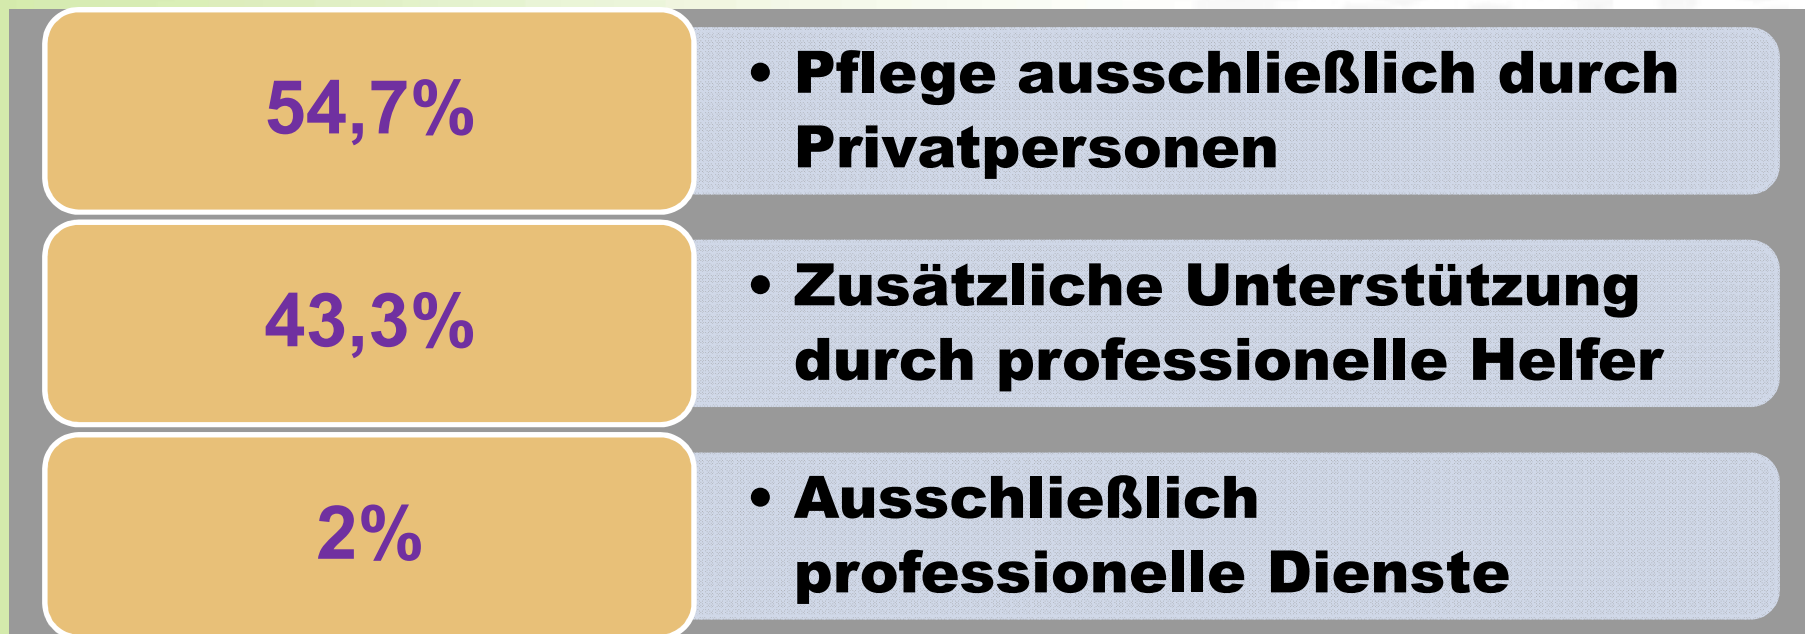 54,7%
• Pflege ausschließlich durch
Privatpersonen
43,3%
• Zusätzliche Unterstützung
durch professionelle Helfer
2%
• Ausschließlich
professionelle Dienste